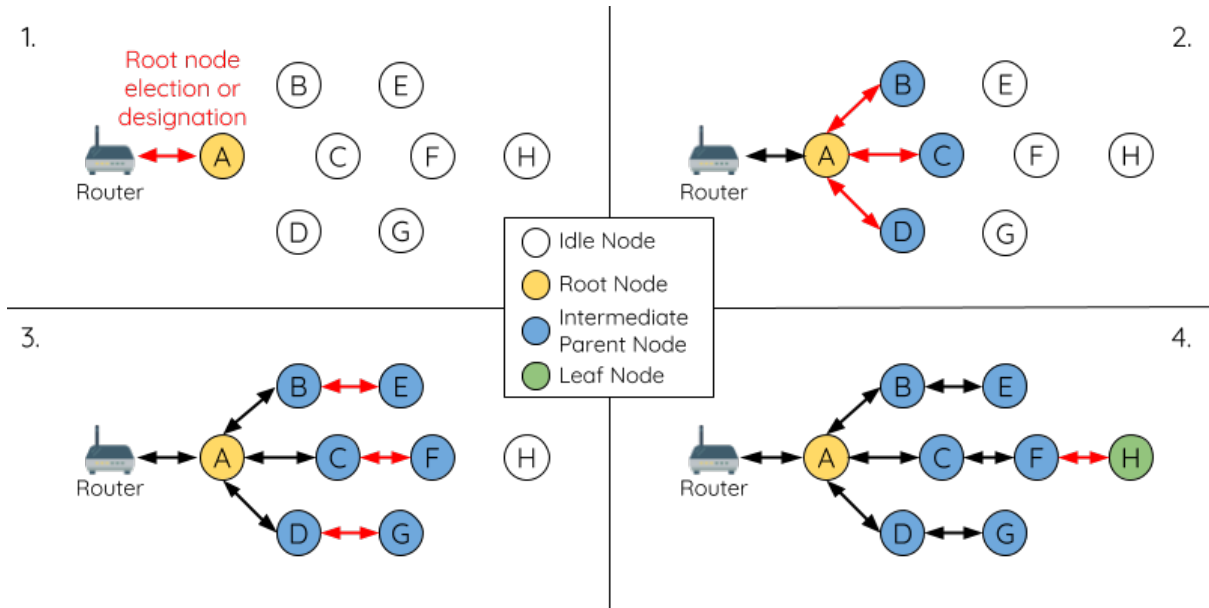 1.
Root node
election or
designation
B
E
A
C
F
H
Router
D
G
2.
B
E
A
C
F
H
Router
D
G
Idle Node
Root Node
Intermediate
Parent Node
Leaf Node
3.
B
E
A
C
F
H
Router
D
G
4.
B
E
A
C
F
H
Router
D
G